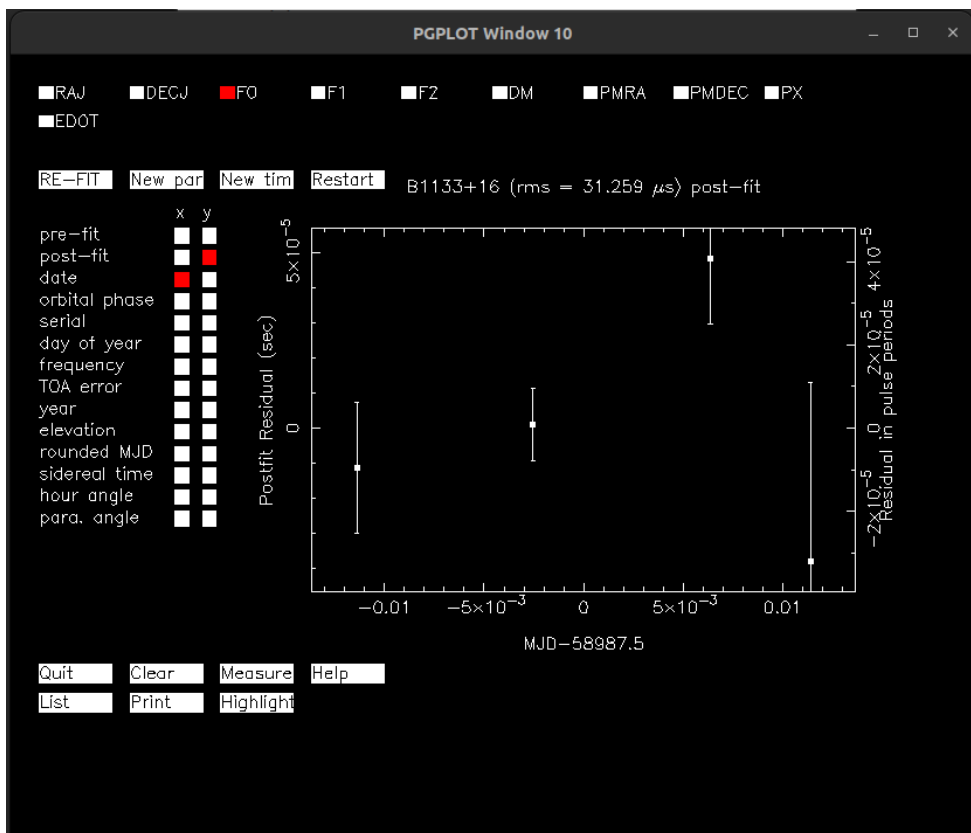 PGPLOT Window 10
RAJ DECJ F0 F1 F2 DM PMRA PMDEC PX
EDOT
RE-FIT New par New tim Restart
B1133+16 (rms = 31.259 μs) post-fit
x y
pre-fit
post-fit
date
orbital phase
serial
day of year
frequency
TOA error
year
elevation
rounded MJD
sidereal time
hour angle
para. angle
Postfit Residual (sec)
0
5×10⁻⁵
−2×10⁻⁵
0
2×10⁻⁵
4×10⁻⁵
Residual in pulse periods
−0.01 −5×10⁻³ 0 5×10⁻³ 0.01
MJD−58987.5
Quit Clear Measure Help
List Print Highlight